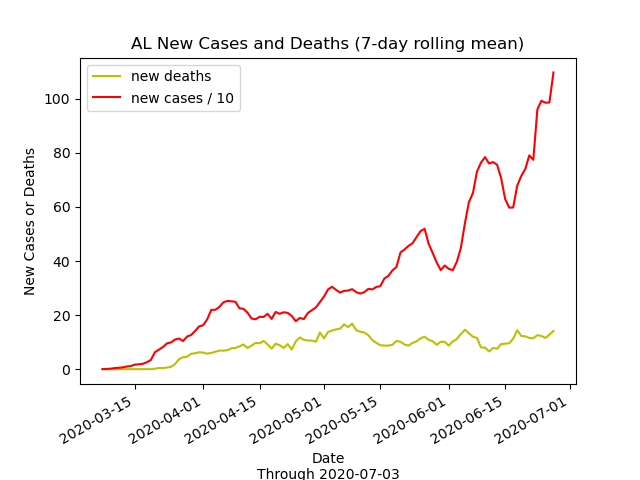 AL New Cases and Deaths (7-day rolling mean)
new deaths
new cases / 10
New Cases or Deaths
100
80
60
40
20
0
2020-03-15
2020-04-01
2020-04-15
2020-05-01
2020-05-15
2020-06-01
2020-06-15
2020-07-01
Date
Through 2020-07-03